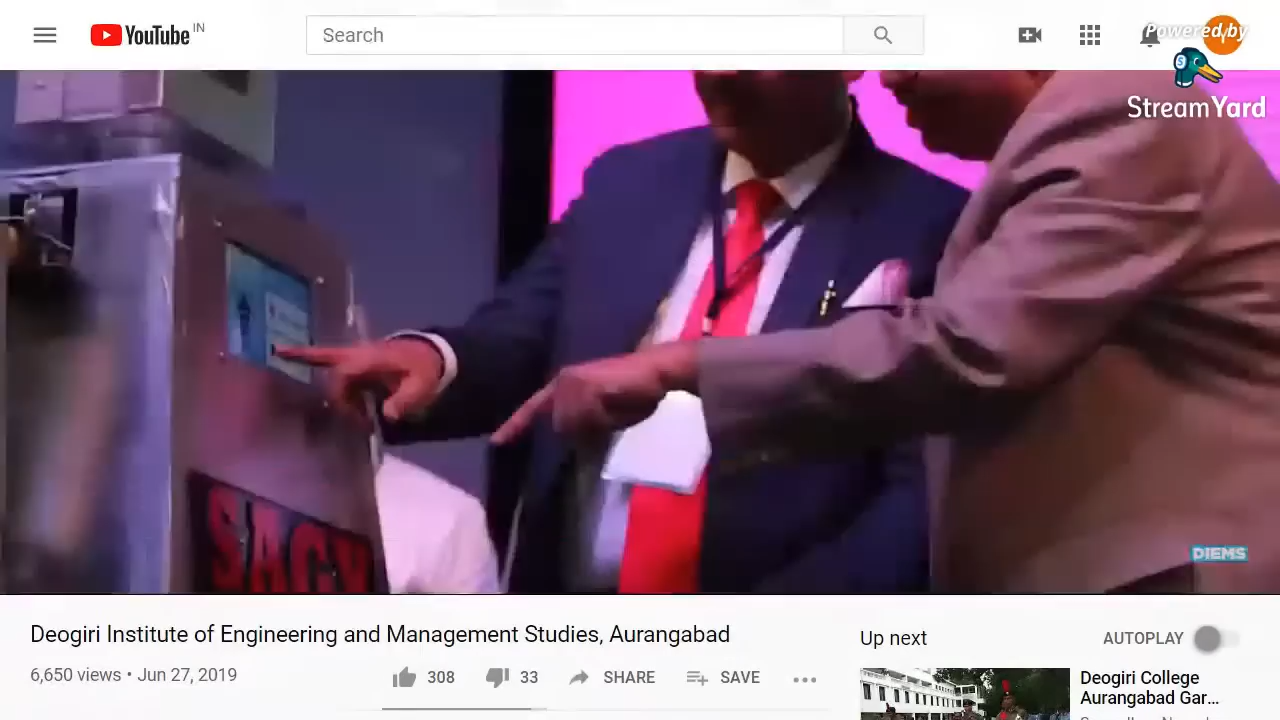 YouTube IN
Search
Powered by
StreamYard
SAGY
DIEMS
Deogiri Institute of Engineering and Management Studies, Aurangabad
6,650 views • Jun 27, 2019
308
33
SHARE
SAVE
Up next
AUTOPLAY
Deogiri College
Aurangabad Gar...